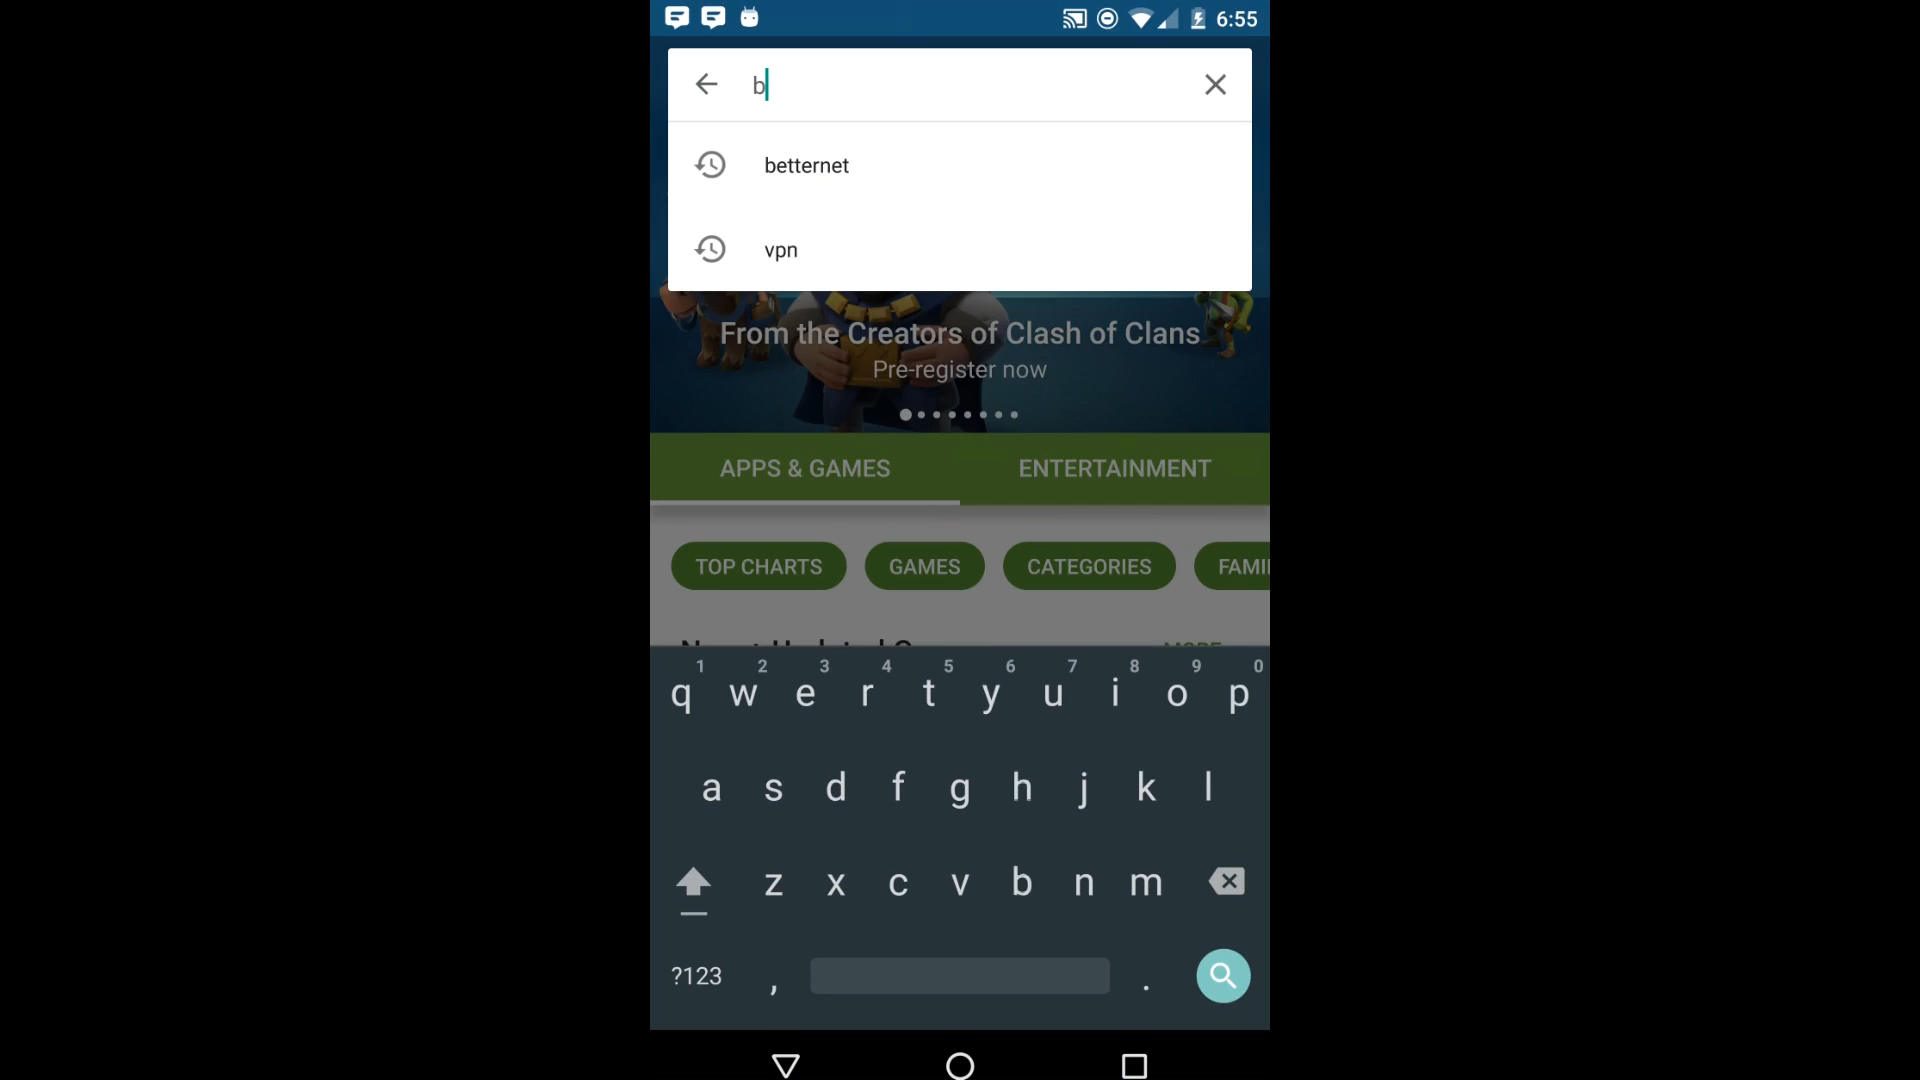 6:55
b
betternet
vpn
From the Creators of Clash of Clans
Pre-register now
APPS & GAMES ENTERTAINMENT
TOP CHARTS GAMES CATEGORIES FAMI
1 2 3 4 5 6 7 8 9 0
q w e r t y u i o p
a s d f g h j k l
z x c v b n m
?123 , .